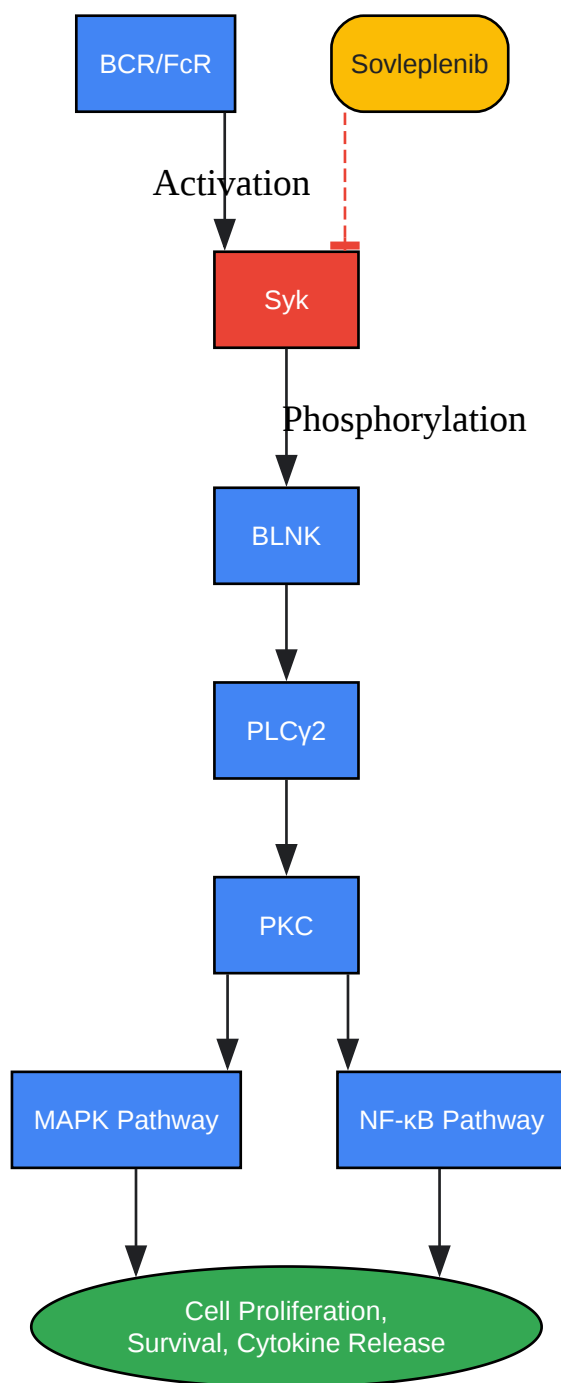 BCR/FcR
Sovleplenib
Activation
Syk
Phosphorylation
BLNK
PLCγ2
PKC
MAPK Pathway
NF-κB Pathway
Cell Proliferation,
Survival, Cytokine Release